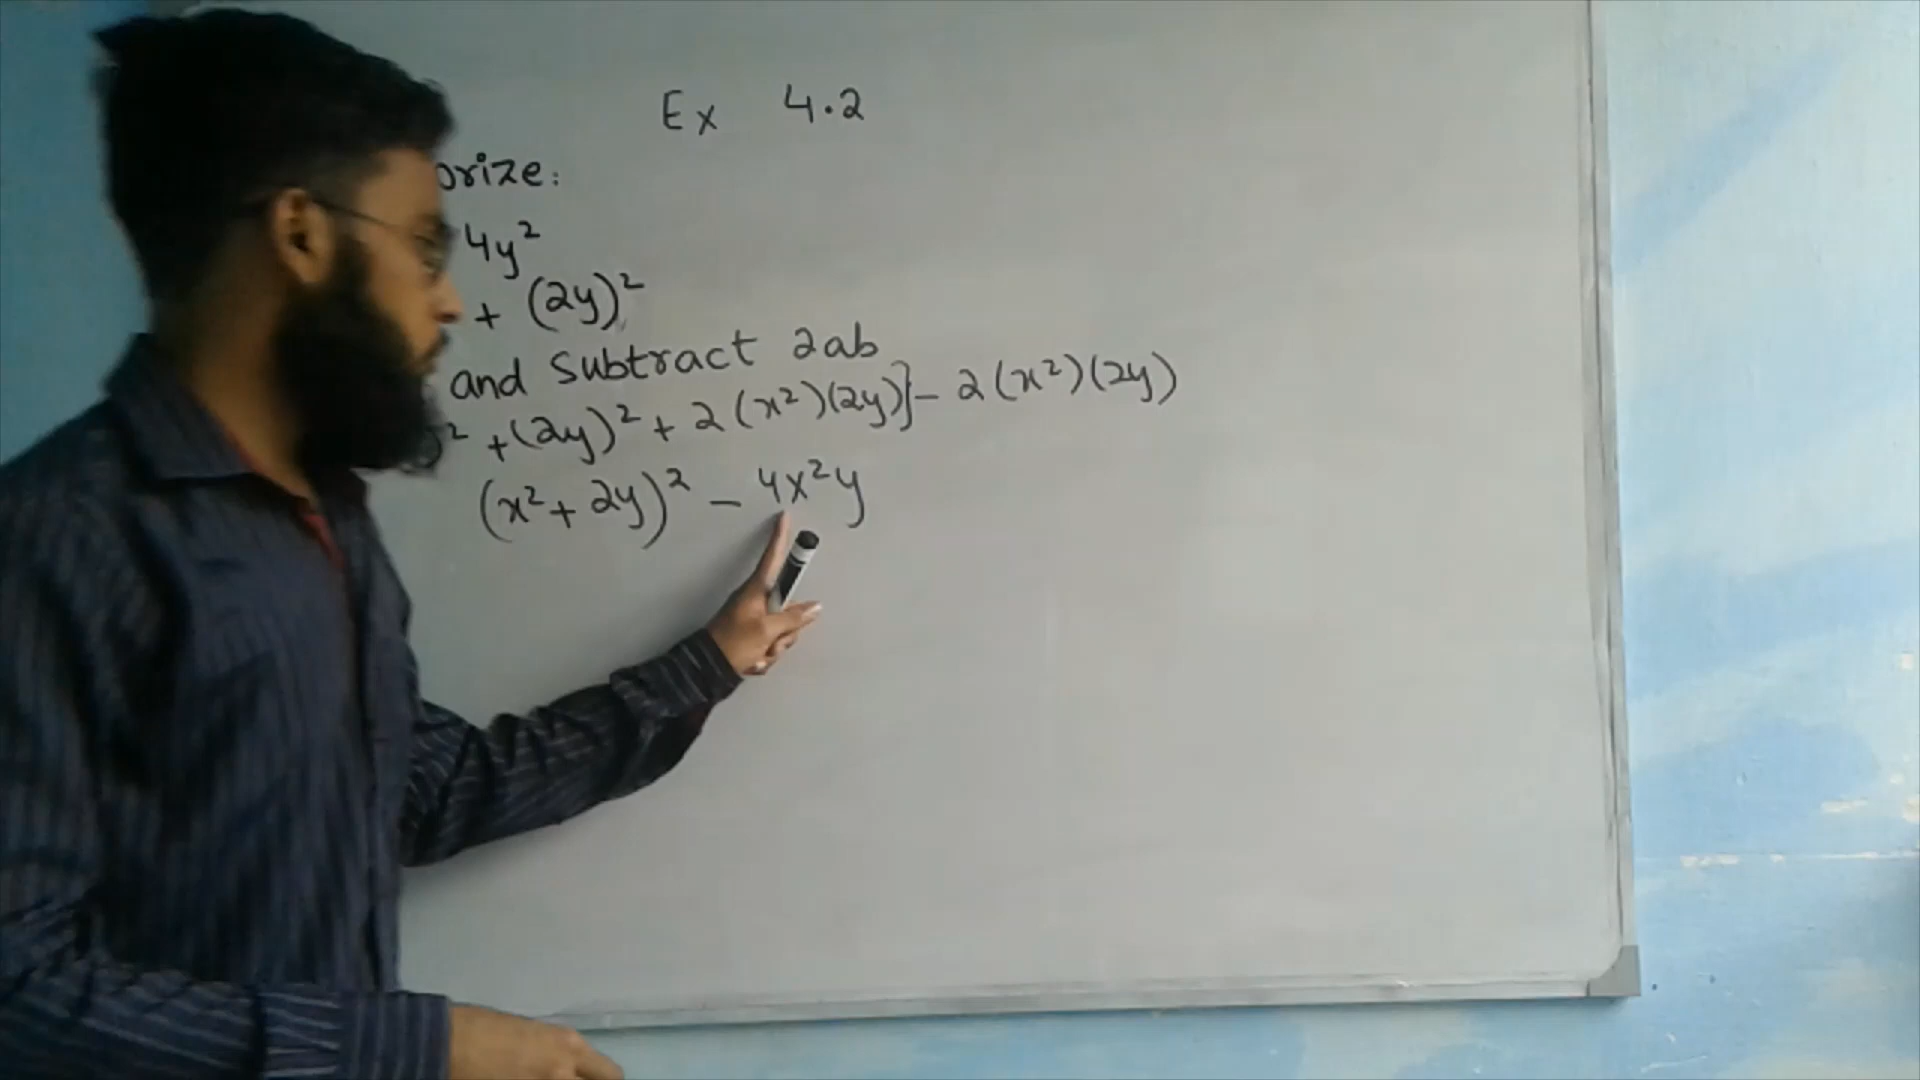 Ex 4.2
orize:
4y²
+ (2y)²
and Subtract 2ab
² +(2y)² + 2(x²)(2y)} - 2(x²)(2y)
(x² + 2y)² - 4x²y